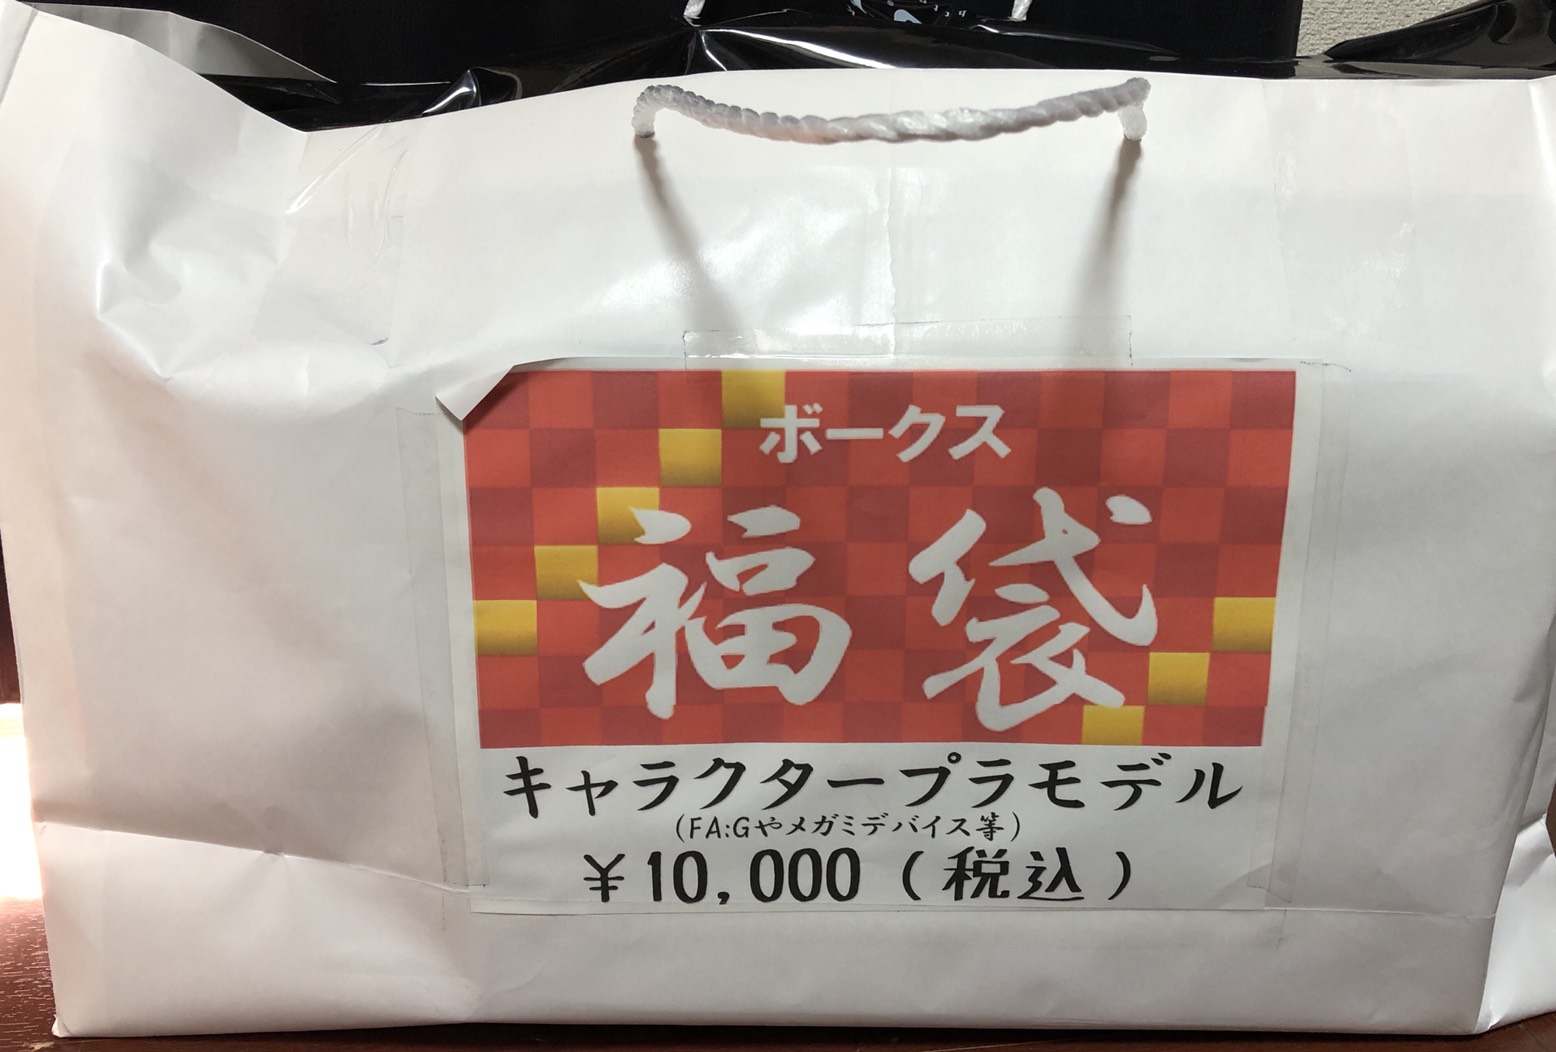 ボークス
福袋
キャラクタープラモデル
(FA:Gやメガミデバイス等)
¥10,000(税込)